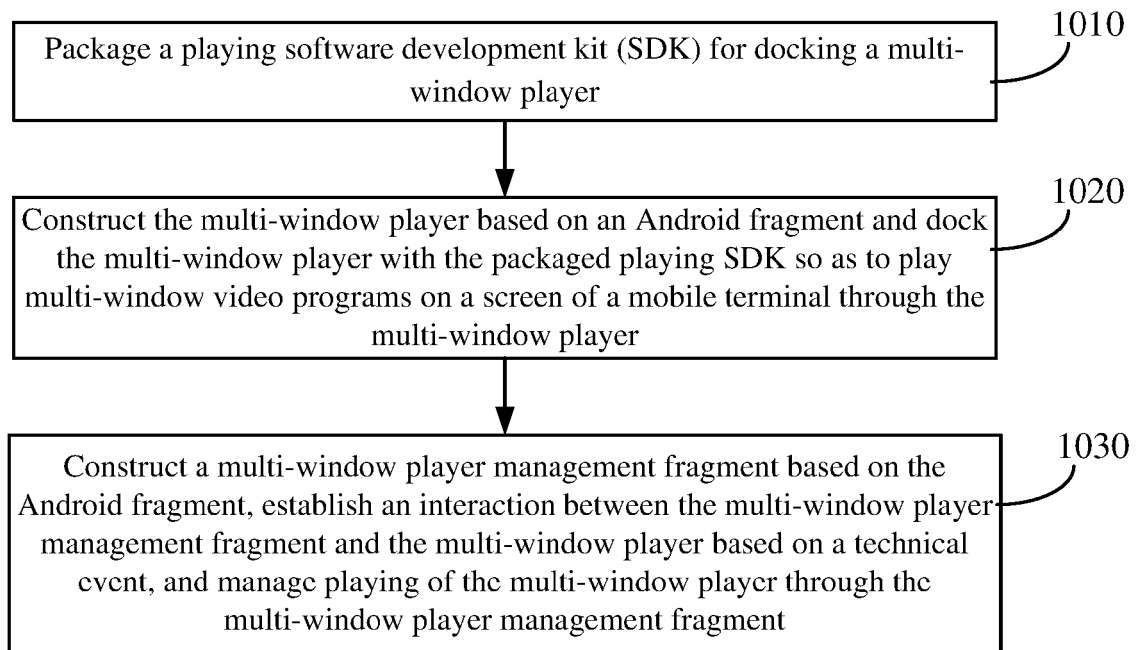 1010
Package a playing software development kit (SDK) for docking a multi-
window player
1020
Construct the multi-window player based on an Android fragment and dock
the multi-window player with the packaged playing SDK so as to play
multi-window video programs on a screen of a mobile terminal through the
multi-window player
1030
Construct a multi-window player management fragment based on the
Android fragment, establish an interaction between the multi-window player
management fragment and the multi-window player based on a technical
event, and manage playing of the multi-window player through the
multi-window player management fragment